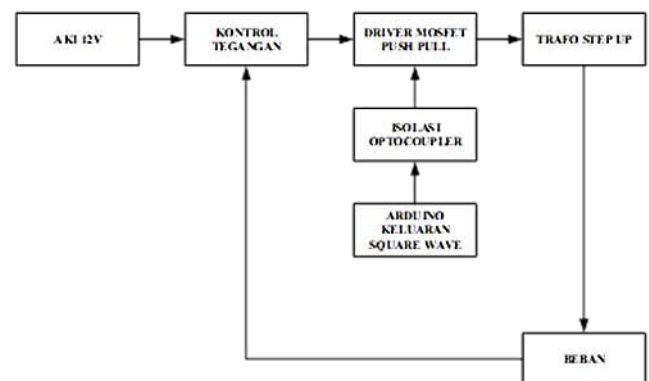 AKI 12V
KONTROL
TEGANGAN
DRIVER MOSFET
PUSH PULL
TRAFO STEP UP
ISOLASI
OPTOCOUPLER
ARDUINO
KELUARAN
SQUARE WAVE
BEBAN